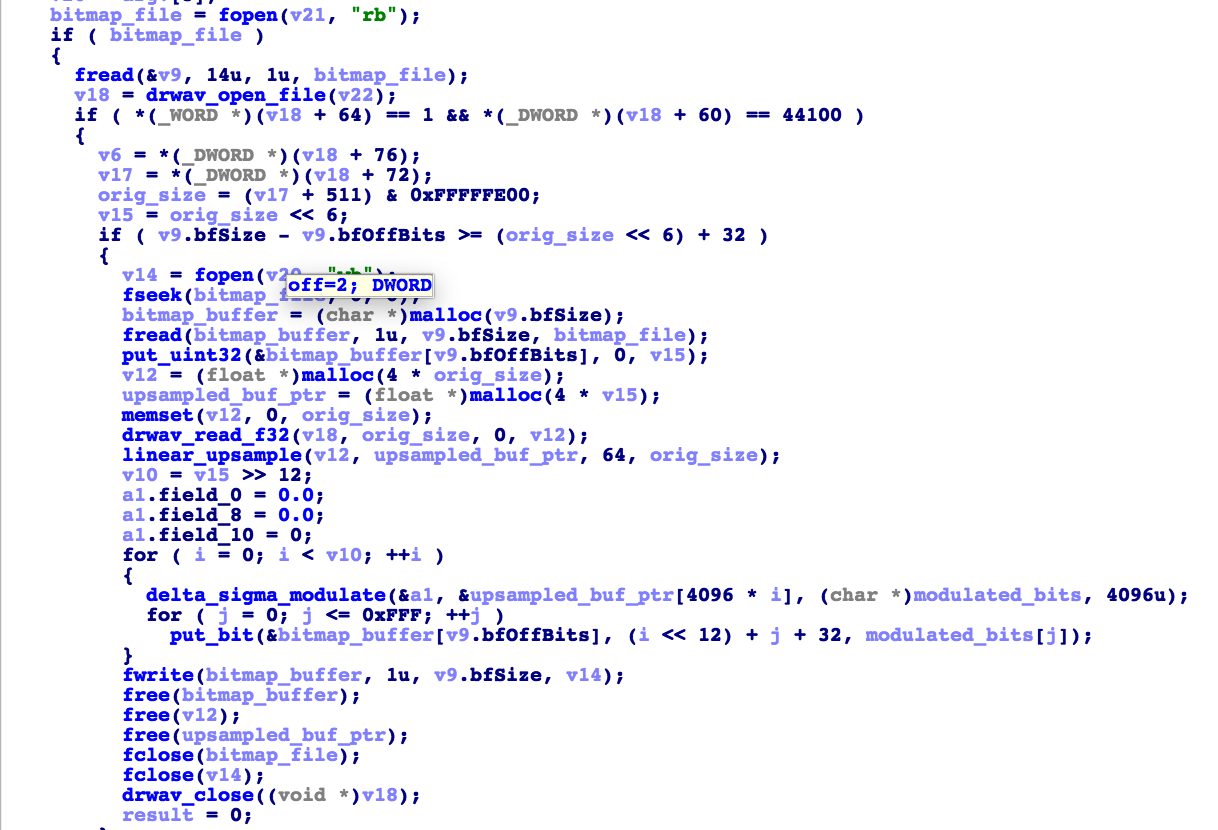 bitmap_file = fopen(v21, "rb");
if ( bitmap_file )
{
fread(&v9, 14u, 1u, bitmap_file);
v18 = drwav_open_file(v22);
if ( *(_WORD *)(v18 + 64) == 1 && *(_DWORD *)(v18 + 60) == 44100 )
{
v6 = *(_DWORD *)(v18 + 76);
v17 = *(_DWORD *)(v18 + 72);
orig_size = (v17 + 511) & 0xFFFFFE00;
v15 = orig_size << 6;
if ( v9.bfSize - v9.bfOffBits >= (orig_size << 6) + 32 )
{
v14 = fopen(
off=2; DWORD
fseek(
bitmap_buffer = (char *)malloc(v9.bfSize);
fread(bitmap_buffer, 1u, v9.bfSize, bitmap_file);
put_uint32(&bitmap_buffer[v9.bfOffBits], 0, v15);
v12 = (float *)malloc(4 * orig_size);
upsampled_buf_ptr = (float *)malloc(4 * v15);
memset(v12, 0, orig_size);
drwav_read_f32(v18, orig_size, 0, v12);
linear_upsample(v12, upsampled_buf_ptr, 64, orig_size);
v10 = v15 >> 12;
a1.field_0 = 0.0;
a1.field_8 = 0.0;
a1.field_10 = 0;
for ( i = 0; i < v10; ++i )
{
delta_sigma_modulate(&a1, &upsampled_buf_ptr[4096 * i], (char *)modulated_bits, 4096u);
for ( j = 0; j <= 0xFFF; ++j )
put_bit(&bitmap_buffer[v9.bfOffBits], (i << 12) + j + 32, modulated_bits[j]);
}
fwrite(bitmap_buffer, 1u, v9.bfSize, v14);
free(bitmap_buffer);
free(v12);
free(upsampled_buf_ptr);
fclose(bitmap_file);
fclose(v14);
drwav_close((void *)v18);
result = 0;